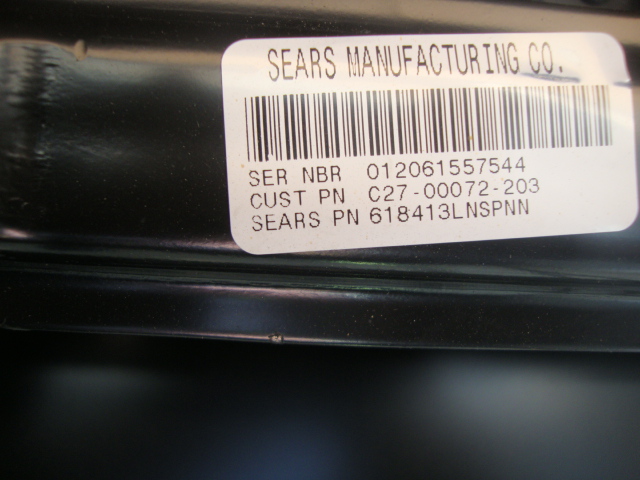 SEARS MANUFACTURING CO.
SER NBR 012061557544
CUST PN C27-00072-203
SEARS PN 618413LNSPNN